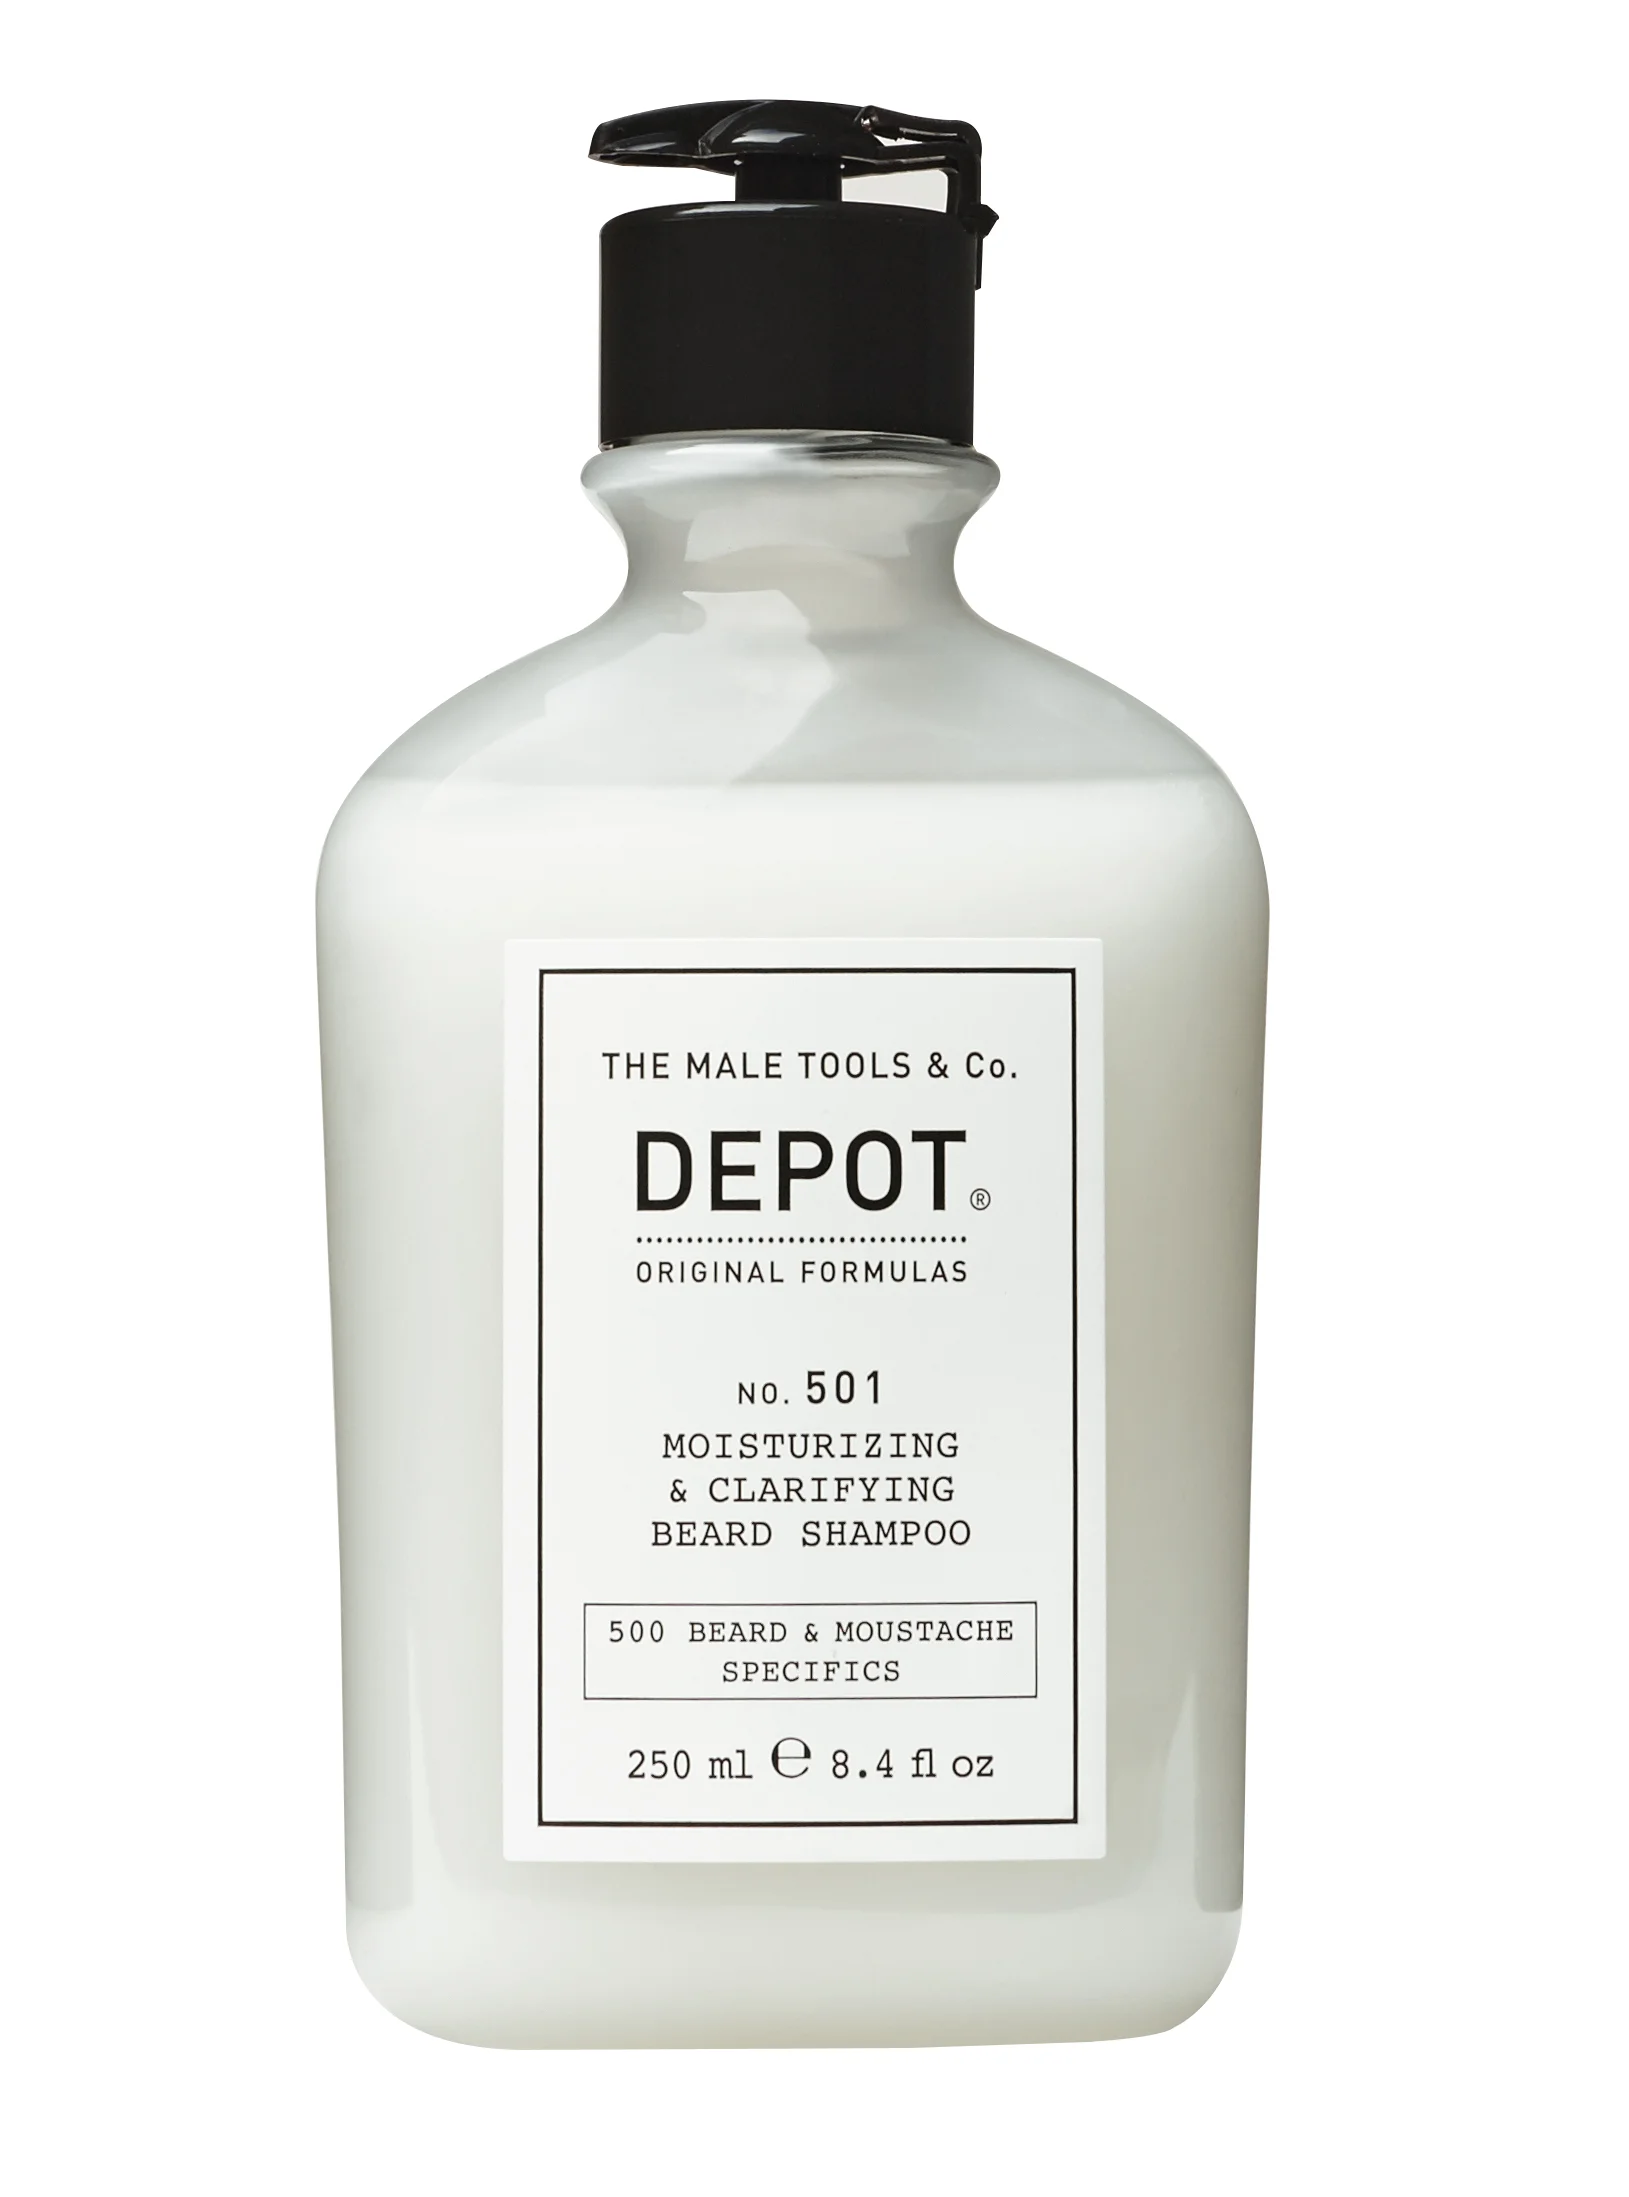 THE MALE TOOLS & Co.
DEPOT®
ORIGINAL FORMULAS
NO. 501
MOISTURIZING
& CLARIFYING
BEARD SHAMPOO
500 BEARD & MOUSTACHE
SPECIFICS
250 ml ℮ 8.4 fl oz